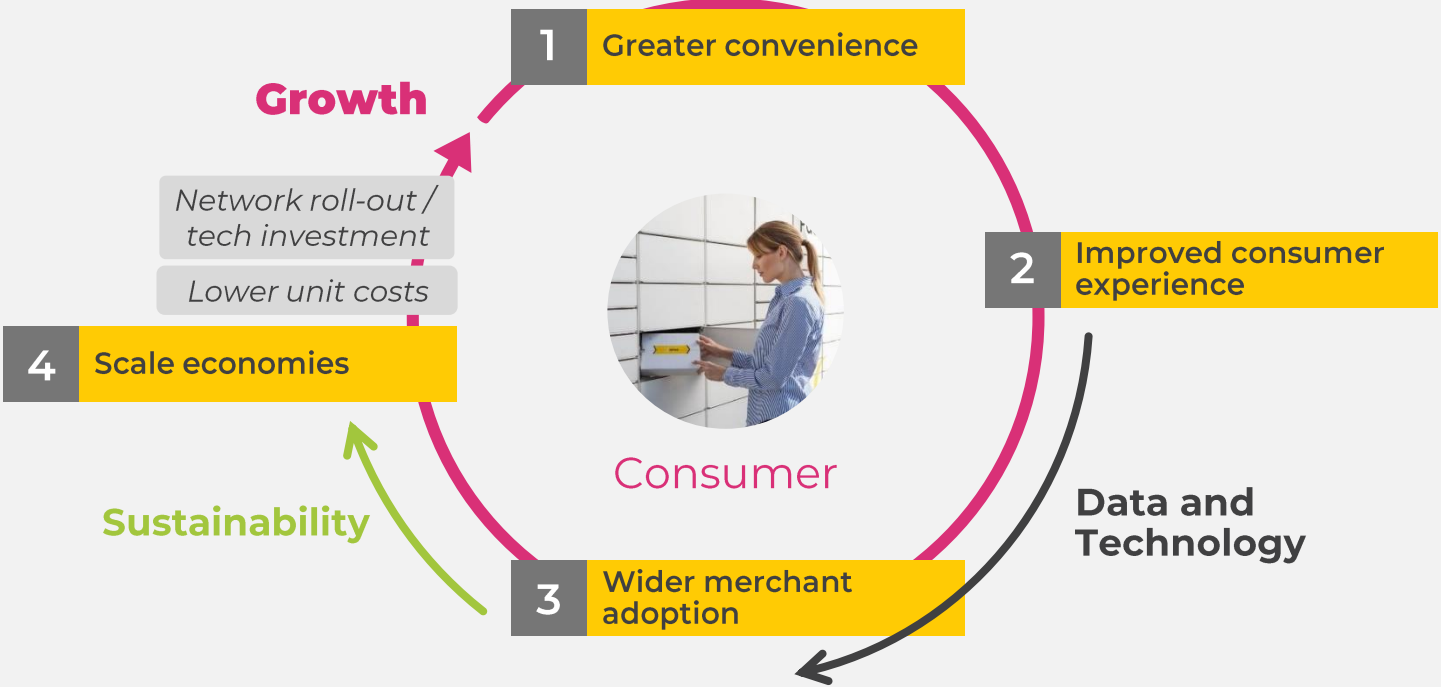 1
Greater convenience
Growth
Network roll-out /
tech investment
Lower unit costs
2
Improved consumer
experience
4
Scale economies
Consumer
Sustainability
Data and
Technology
3
Wider merchant
adoption